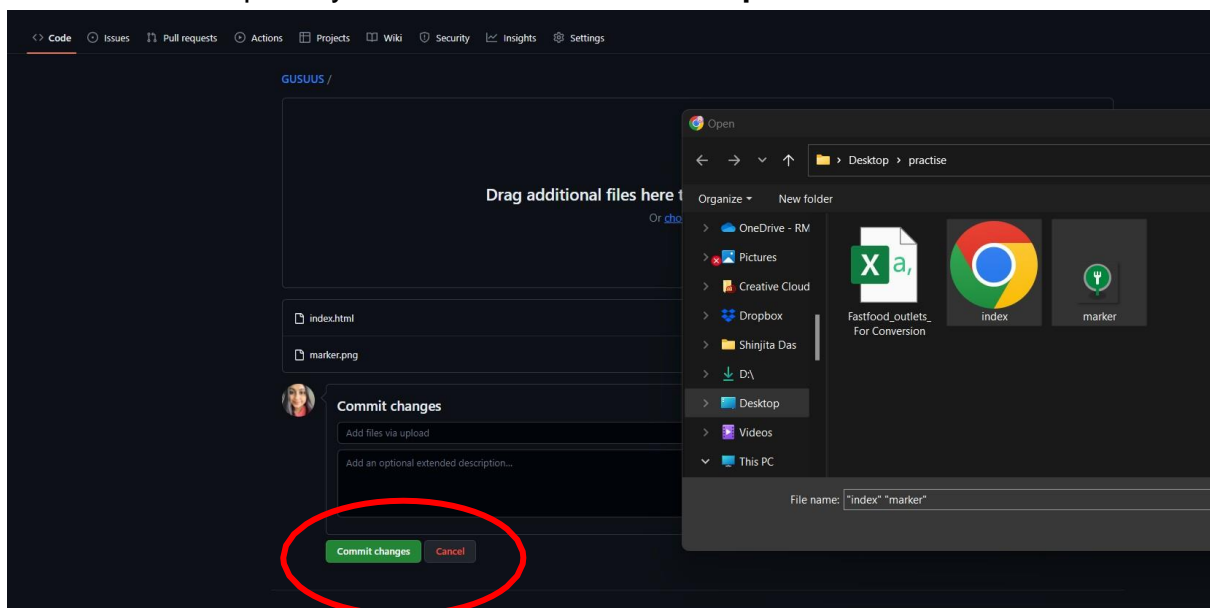 Code Issues Pull requests Actions Projects Wiki Security Insights Settings
GUSUUS /
Drag additional files here t
Or cho
index.html
marker.png
Commit changes
Add files via upload
Add an optional extended description...
Commit changes Cancel
Open
Desktop › practise
Organize New folder
OneDrive - RM
Pictures
Creative Cloud
Dropbox
Shinjita Das
D:\
Desktop
Videos
This PC
X a,
Fastfood_outlets_
For Conversion
index
marker
File name: "index" "marker"